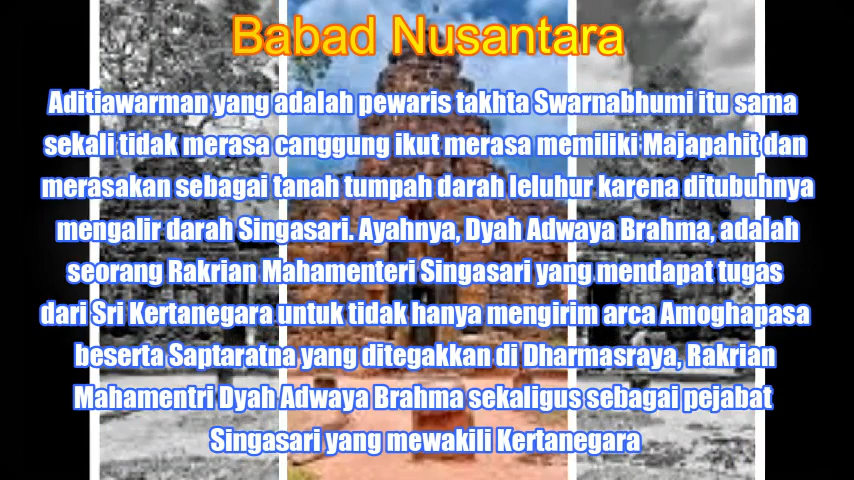 Babad Nusantara
Aditiawarman yang adalah pewaris takhta Swarnabhumi itu sama
sekali tidak merasa canggung ikut merasa memiliki Majapahit dan
merasakan sebagai tanah tumpah darah leluhur karena ditubuhnya
mengalir darah Singasari. Ayahnya, Dyah Adwaya Brahma, adalah
seorang Rakrian Mahamenteri Singasari yang mendapat tugas
dari Sri Kertanegara untuk tidak hanya mengirim arca Amoghapasa
beserta Saptaratna yang ditegakkan di Dharmasraya, Rakrian
Mahamentri Dyah Adwaya Brahma sekaligus sebagai pejabat
Singasari yang mewakili Kertanegara